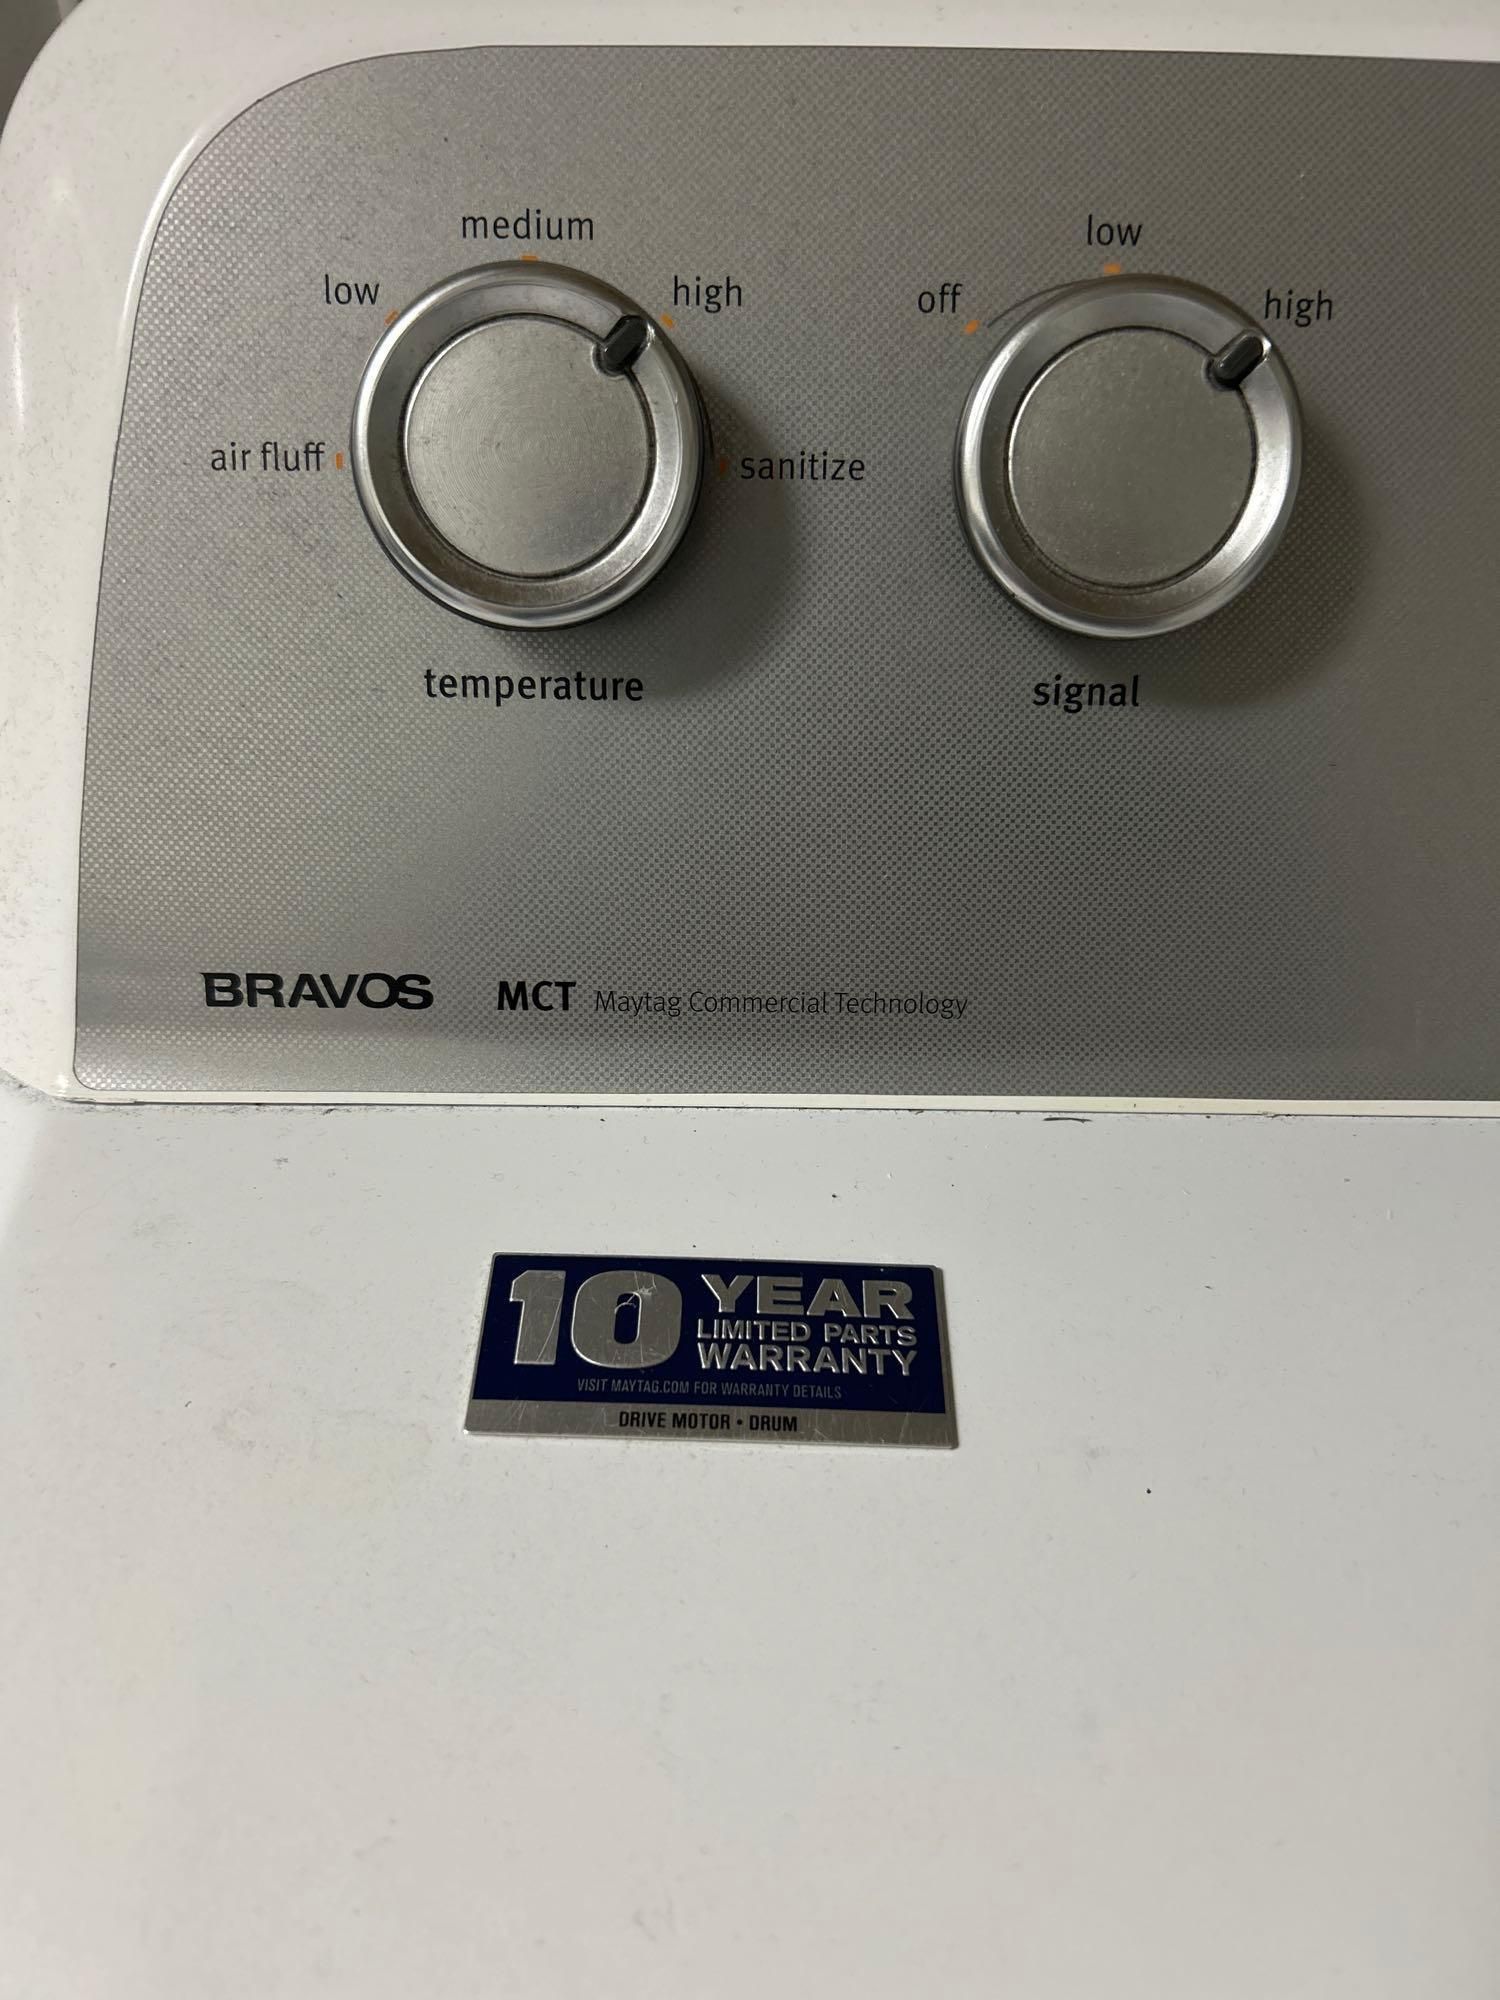 medium
low
high
air fluff
sanitize
temperature
low
off
high
signal
BRAVOS MCT Maytag Commercial Technology
10 YEAR
LIMITED PARTS
WARRANTY
VISIT MAYTAG.COM FOR WARRANTY DETAILS
DRIVE MOTOR • DRUM